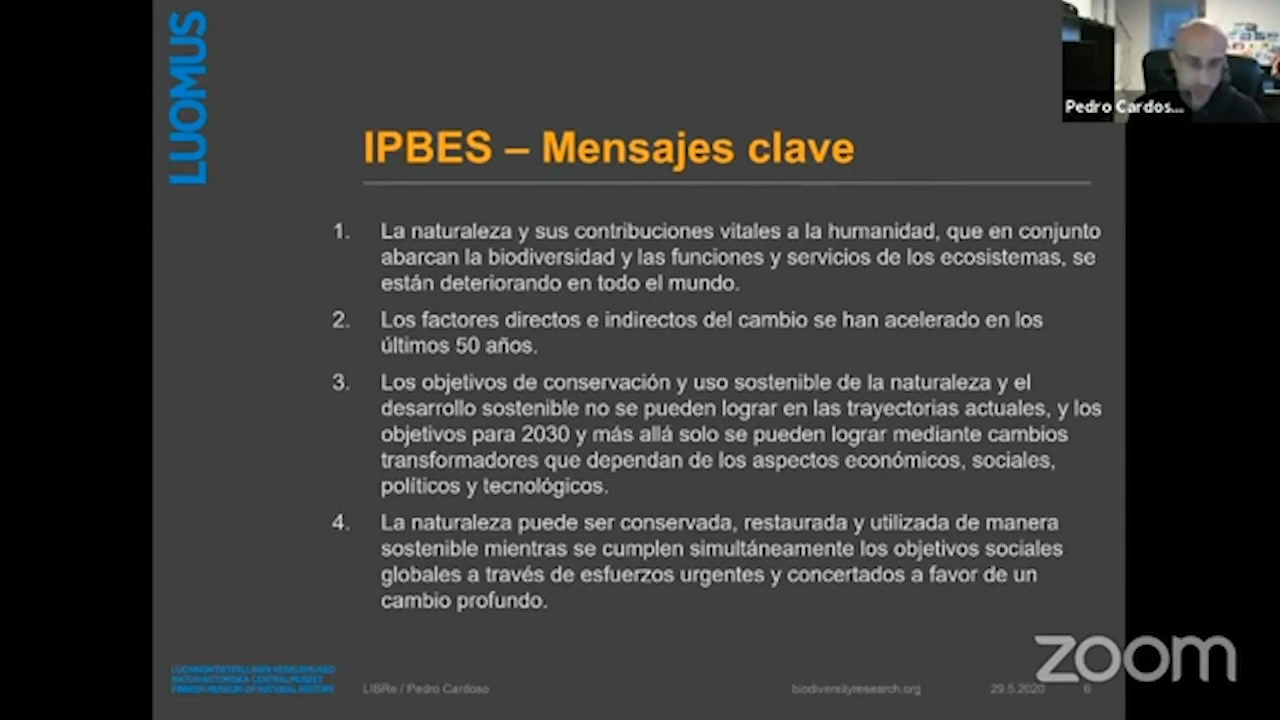 LUOMUS
Pedro Cardos...
IPBES – Mensajes clave
1. La naturaleza y sus contribuciones vitales a la humanidad, que en conjunto
abarcan la biodiversidad y las funciones y servicios de los ecosistemas, se
están deteriorando en todo el mundo.
2. Los factores directos e indirectos del cambio se han acelerado en los
últimos 50 años.
3. Los objetivos de conservación y uso sostenible de la naturaleza y el
desarrollo sostenible no se pueden lograr en las trayectorias actuales, y los
objetivos para 2030 y más allá solo se pueden lograr mediante cambios
transformadores que dependan de los aspectos económicos, sociales,
políticos y tecnológicos.
4. La naturaleza puede ser conservada, restaurada y utilizada de manera
sostenible mientras se cumplen simultáneamente los objetivos sociales
globales a través de esfuerzos urgentes y concertados a favor de un
cambio profundo.
LUONNONTIETEELLINEN KESKUSMUSEO
NATURHISTORISKA CENTRALMUSEET
FINNISH MUSEUM OF NATURAL HISTORY
LIBRe / Pedro Cardoso
biodiversityresearch.org
29.5.2020
6
zoom